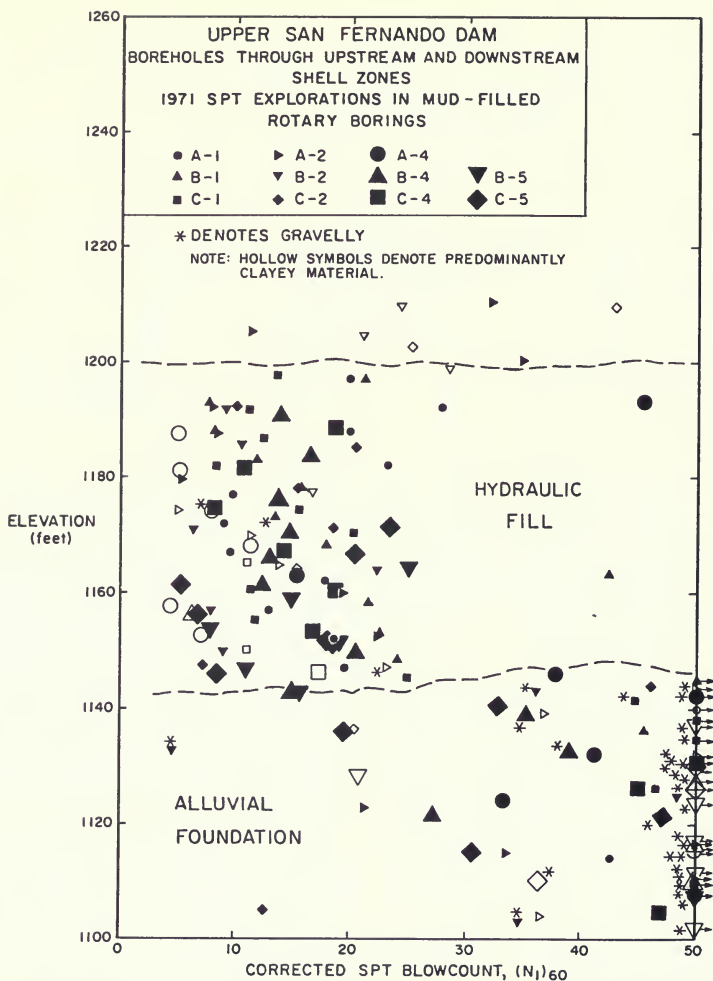 1260
UPPER SAN FERNANDO DAM
BOREHOLES THROUGH UPSTREAM AND DOWNSTREAM
SHELL ZONES
1971 SPT EXPLORATIONS IN MUD-FILLED
ROTARY BORINGS
A-1 A-2 A-4
B-1 B-2 B-4 B-5
C-1 C-2 C-4 C-5
1240
* DENOTES GRAVELLY
NOTE: HOLLOW SYMBOLS DENOTE PREDOMINANTLY
CLAYEY MATERIAL.
1220
1200
1180
HYDRAULIC
FILL
ELEVATION
(feet)
1160
1140
ALLUVIAL
FOUNDATION
1120
1100
0 10 20 30 40 50
CORRECTED SPT BLOWCOUNT, (N₁)₆₀